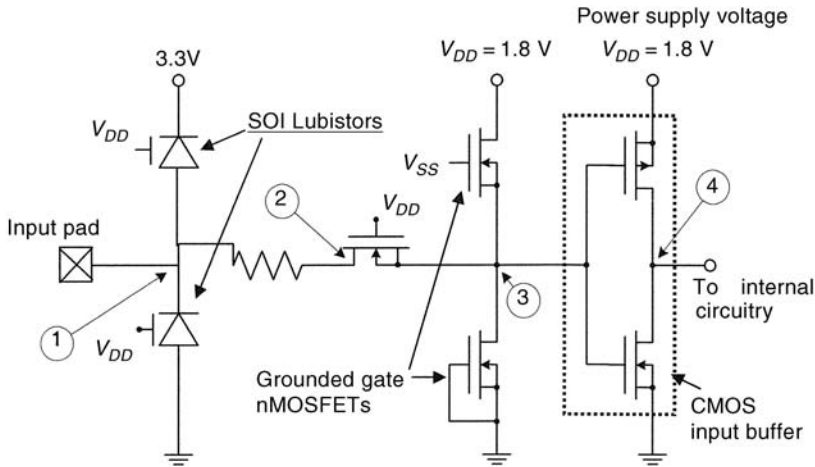 Power supply voltage
3.3V
V_DD = 1.8 V
V_DD = 1.8 V
V_DD
SOI Lubistors
V_SS
2
V_DD
4
Input pad
1
3
To internal
circuitry
V_DD
Grounded gate
nMOSFETs
CMOS
input buffer